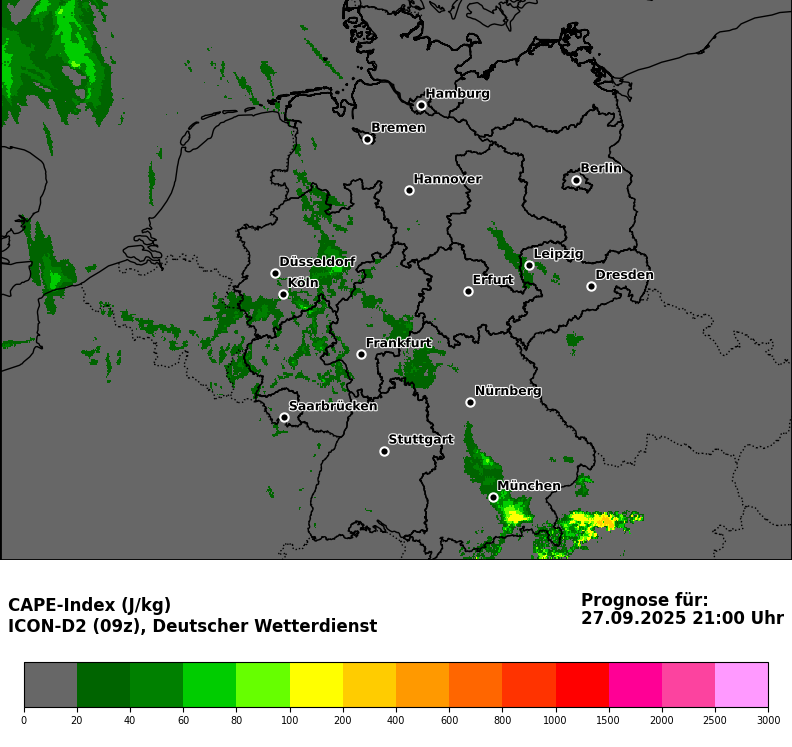 Hamburg
Bremen
Berlin
Hannover
Leipzig
Düsseldorf
Dresden
Köln
Erfurt
Frankfurt
Nürnberg
Saarbrücken
Stuttgart
München
CAPE-Index (J/kg)
ICON-D2 (09z), Deutscher Wetterdienst
Prognose für:
27.09.2025 21:00 Uhr
0 20 40 60 80 100 200 400 600 800 1000 1500 2000 2500 3000